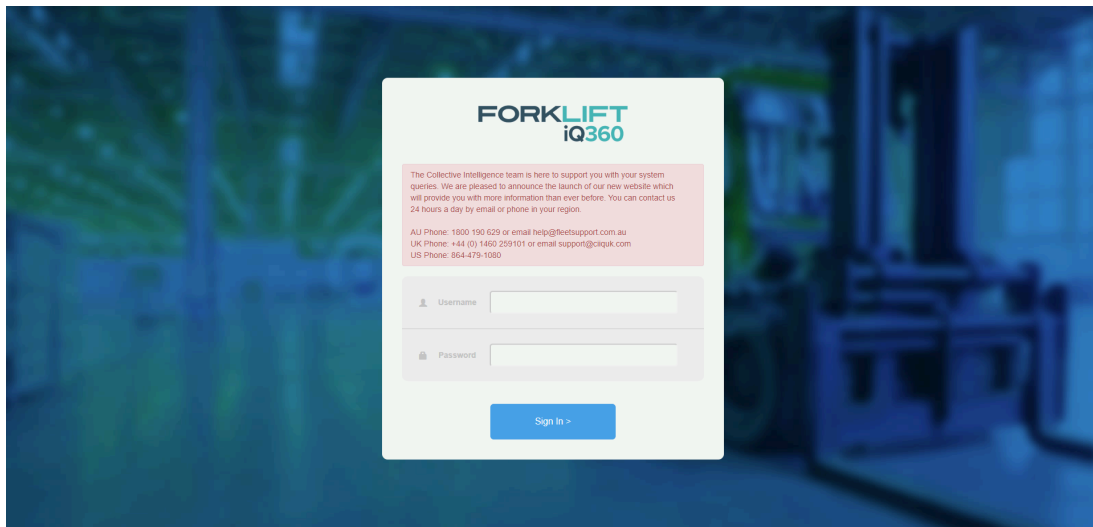 FORKLIFT
iQ360
The Collective Intelligence team is here to support you with your system
queries. We are pleased to announce the launch of our new website which
will provide you with more information than ever before. You can contact us
24 hours a day by email or phone in your region.
AU Phone: 1800 190 629 or email help@fleetsupport.com.au
UK Phone: +44 (0) 1460 259101 or email support@ciiquk.com
US Phone: 864-479-1080
Username
Password
Sign In >